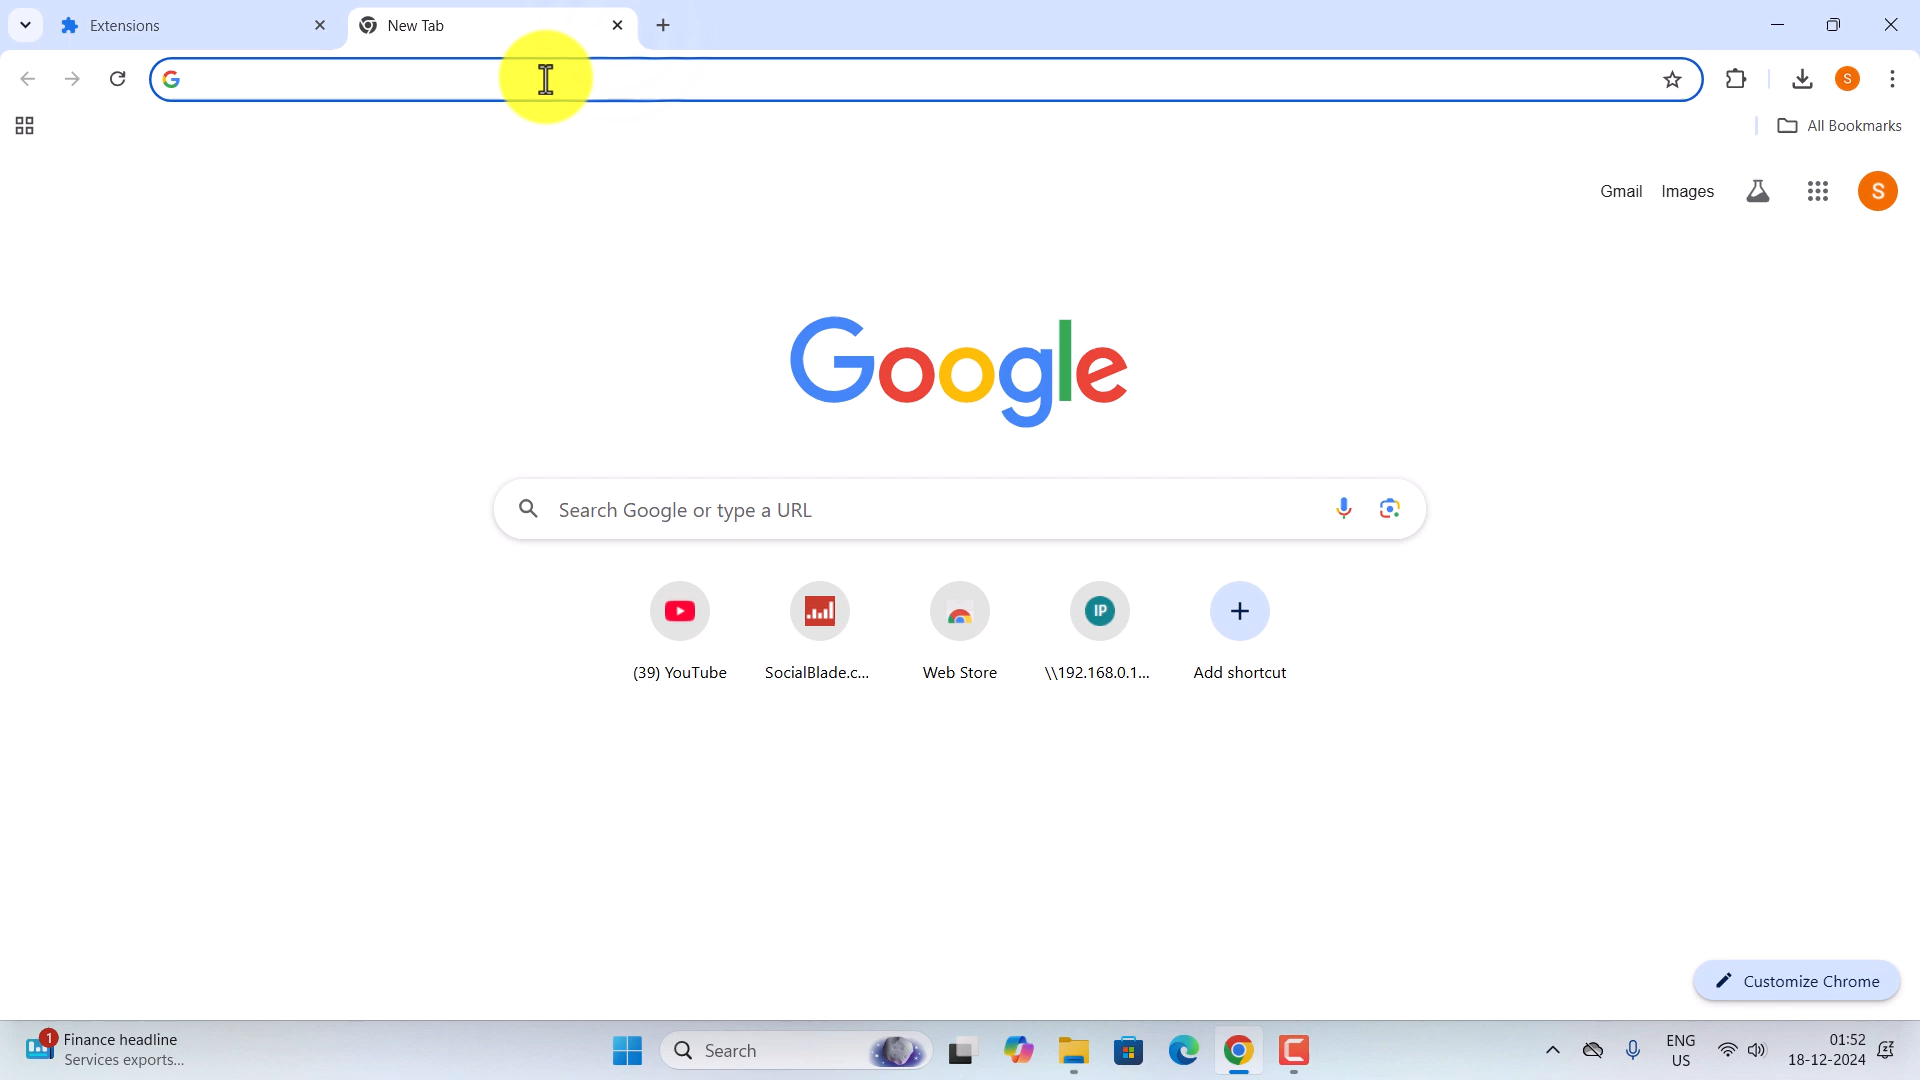 Extensions
New Tab
All Bookmarks
Gmail
Images
S
S
Google
Search Google or type a URL
IP
(39) YouTube
SocialBlade.c...
Web Store
\\192.168.0.1...
Add shortcut
Customize Chrome
1
Finance headline
Services exports...
Search
ENG
US
01:52
18-12-2024